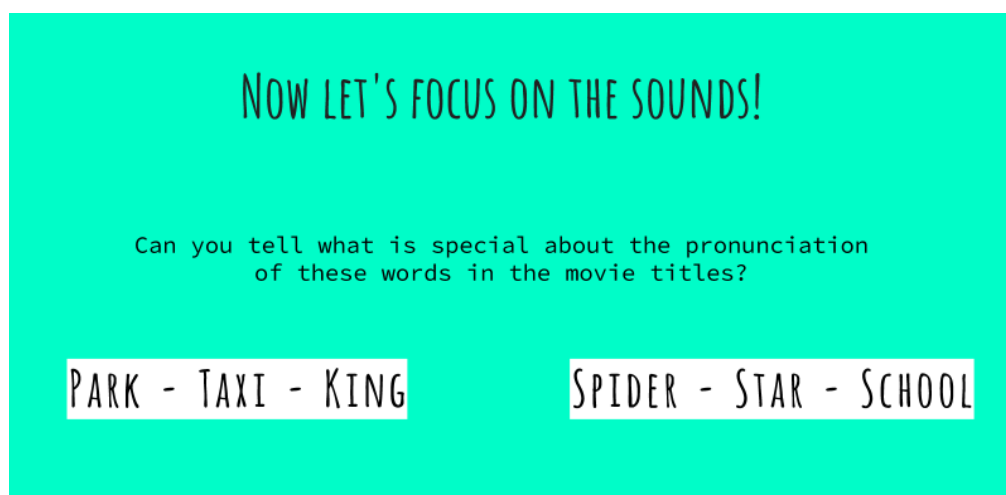 Now let's focus on the sounds!
Can you tell what is special about the pronunciation
of these words in the movie titles?
Park - Taxi - King
Spider - Star - School